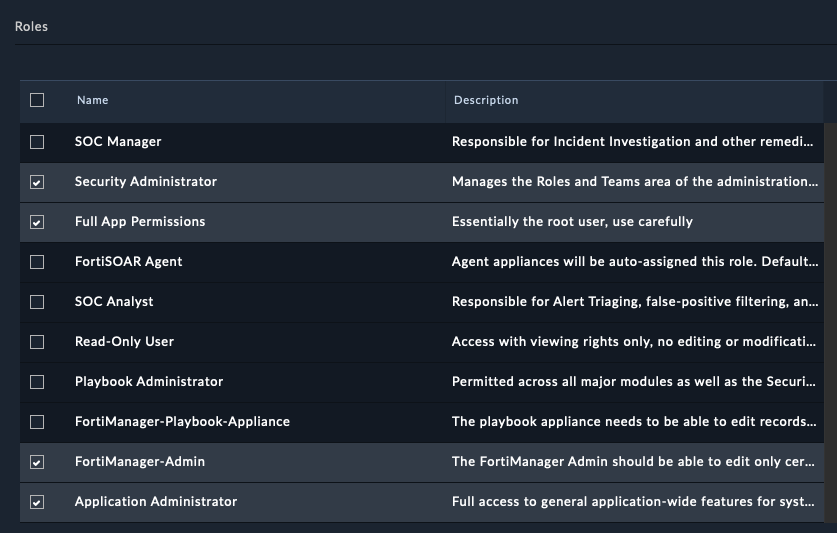 Roles
Name Description
SOC Manager Responsible for Incident Investigation and other remedi...
Security Administrator Manages the Roles and Teams area of the administration...
Full App Permissions Essentially the root user, use carefully
FortiSOAR Agent Agent appliances will be auto-assigned this role. Default...
SOC Analyst Responsible for Alert Triaging, false-positive filtering, an...
Read-Only User Access with viewing rights only, no editing or modificati...
Playbook Administrator Permitted across all major modules as well as the Securi...
FortiManager-Playbook-Appliance The playbook appliance needs to be able to edit records...
FortiManager-Admin The FortiManager Admin should be able to edit only cer...
Application Administrator Full access to general application-wide features for syst...